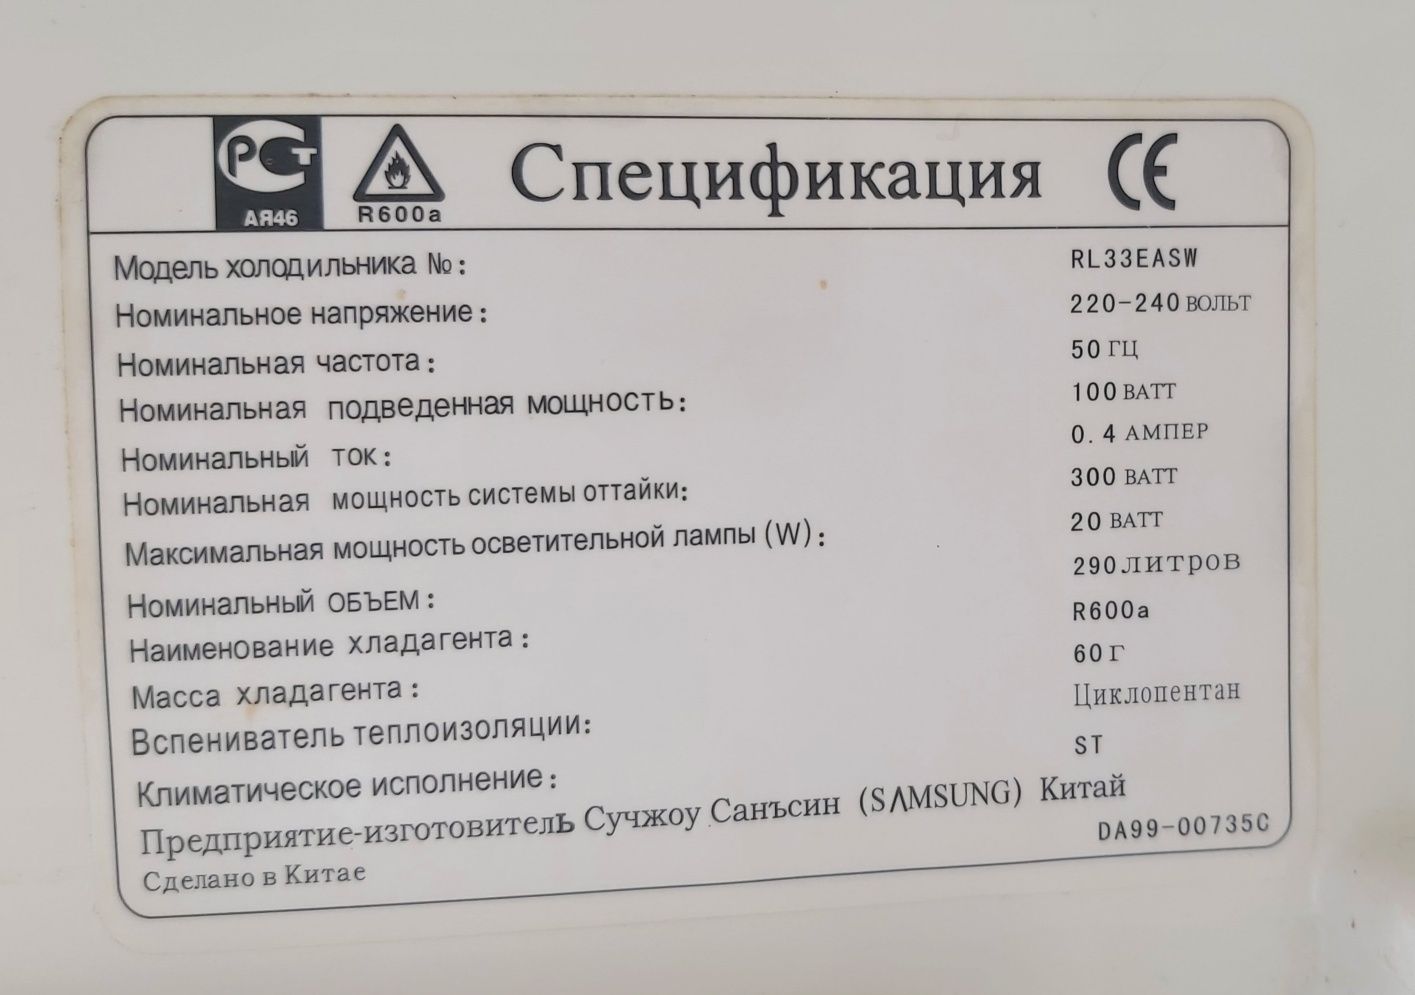 РСТ
АЯ46
R600a
Спецификация
CE
Модель холодильника №: RL33EASW
Номинальное напряжение: 220-240 ВОЛЬТ
Номинальная частота: 50 ГЦ
Номинальная подведенная мощность: 100 ВАТТ
Номинальный ток: 0.4 АМПЕР
Номинальная мощность системы оттайки: 300 ВАТТ
Максимальная мощность осветительной лампы (W): 20 ВАТТ
Номинальный ОБЪЕМ: 290 литров
Наименование хладагента: R600a
Масса хладагента: 60 Г
Вспениватель теплоизоляции: Циклопентан
Климатическое исполнение: ST
Предприятие-изготовитель Сучжоу Санъсин (SAMSUNG) Китай
DA99-00735C
Сделано в Китае